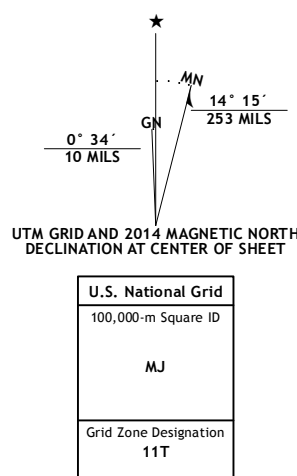 MN
GN
14° 15´
253 MILS
0° 34´
10 MILS
UTM GRID AND 2014 MAGNETIC NORTH
DECLINATION AT CENTER OF SHEET
U.S. National Grid
100,000-m Square ID
MJ
Grid Zone Designation
11T